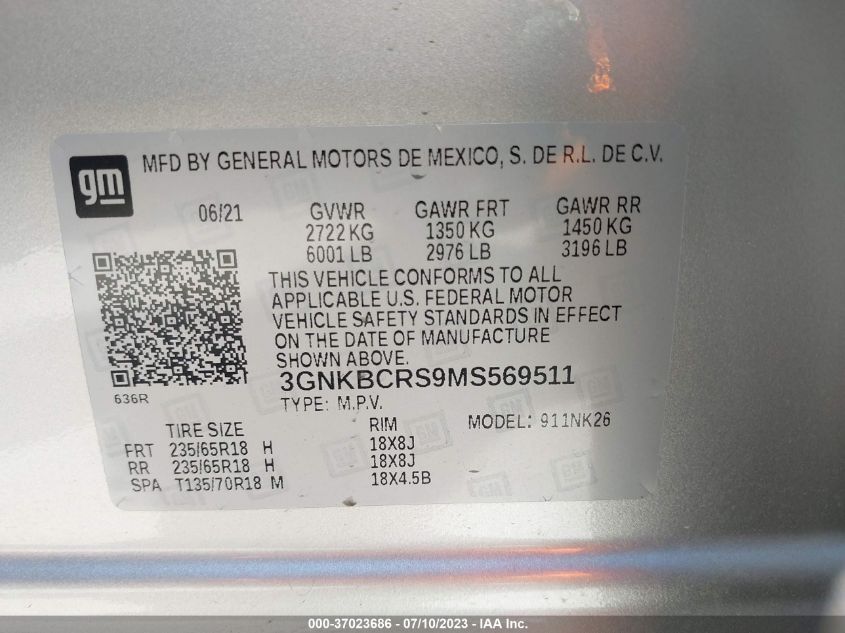 gm
MFD BY GENERAL MOTORS DE MEXICO, S. DE R.L. DE C.V.
06/21 GVWR GAWR FRT GAWR RR
2722 KG 1350 KG 1450 KG
6001 LB 2976 LB 3196 LB
THIS VEHICLE CONFORMS TO ALL
APPLICABLE U.S. FEDERAL MOTOR
VEHICLE SAFETY STANDARDS IN EFFECT
ON THE DATE OF MANUFACTURE
SHOWN ABOVE.
636R
3GNKBCRS9MS569511
TYPE: M.P.V.
TIRE SIZE RIM MODEL: 911NK26
FRT 235/65R18 H 18X8J
RR 235/65R18 H 18X8J
SPA T135/70R18 M 18X4.5B
000-37023686 - 07/10/2023 - IAA Inc.